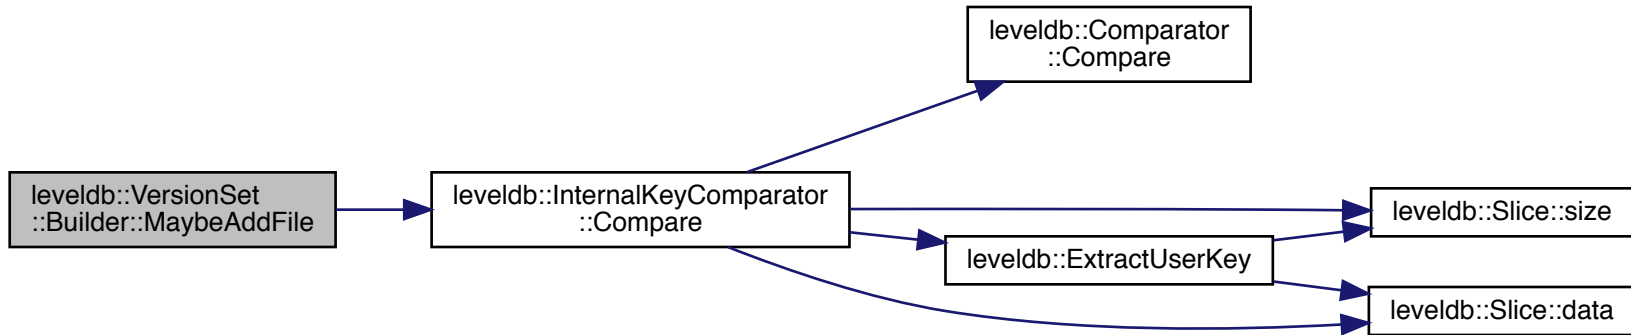 leveldb::VersionSet
::Builder::MaybeAddFile
leveldb::InternalKeyComparator
::Compare
leveldb::Comparator
::Compare
leveldb::ExtractUserKey
leveldb::Slice::size
leveldb::Slice::data